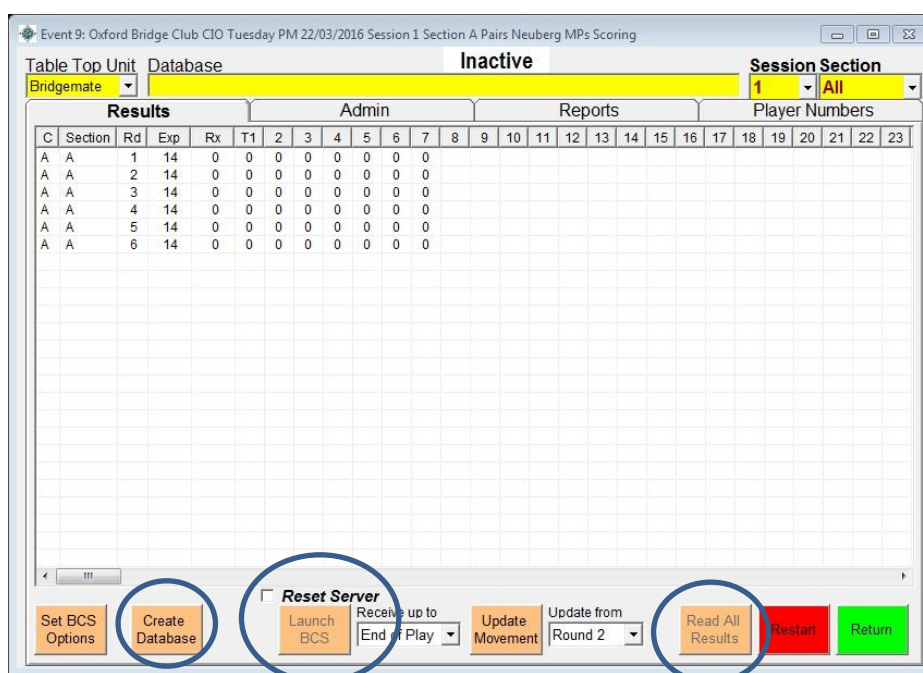 Event 9: Oxford Bridge Club CIO Tuesday PM 22/03/2016 Session 1 Section A Pairs Neuberg MPs Scoring
Table Top Unit Database Inactive Session Section
Bridgemate 1 All
Results Admin Reports Player Numbers
C Section Rd Exp Rx T1 2 3 4 5 6 7 8 9 10 11 12 13 14 15 16 17 18 19 20 21 22 23
A A 1 14 0 0 0 0 0 0 0 0
A A 2 14 0 0 0 0 0 0 0 0
A A 3 14 0 0 0 0 0 0 0 0
A A 4 14 0 0 0 0 0 0 0 0
A A 5 14 0 0 0 0 0 0 0 0
A A 6 14 0 0 0 0 0 0 0 0
Reset Server
Set BCS Options
Create Database
Launch BCS
Receive up to
End of Play
Update Movement
Update from
Round 2
Read All Results
Restart
Return